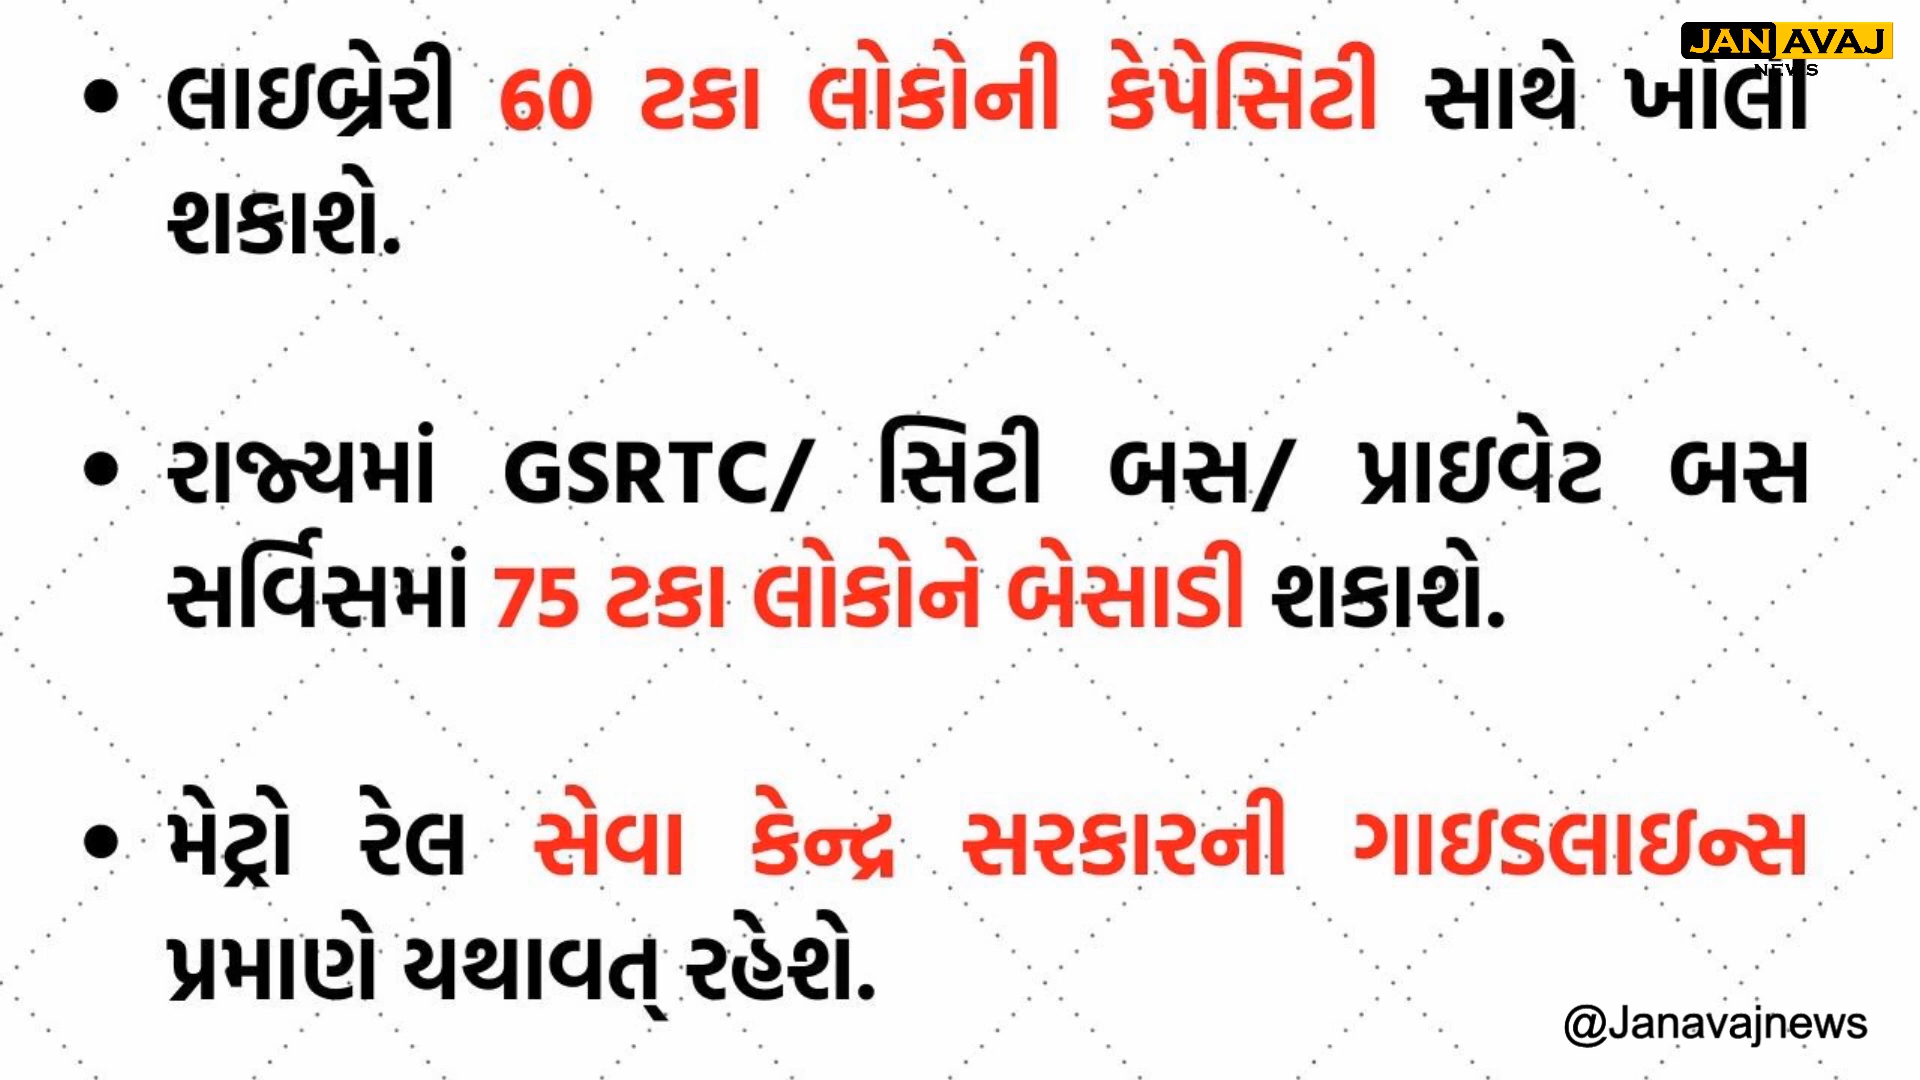 JAN AVAJ
NEWS
• લાઇબ્રેરી 60 ટકા લોકોની કેપેસિટી સાથે ખોલી
શકાશે.
• રાજ્યમાં GSRTC/ સિટી બસ/ પ્રાઇવેટ બસ
સર્વિસમાં 75 ટકા લોકોને બેસાડી શકાશે.
• મેટ્રો રેલ સેવા કેન્દ્ર સરકારની ગાઇડલાઇન્સ
પ્રમાણે યથાવત્ રહેશે.
@Janavajnews